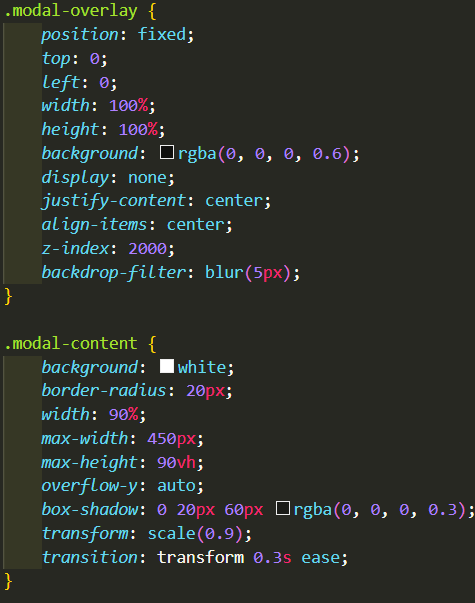 .modal-overlay {
    position: fixed;
    top: 0;
    left: 0;
    width: 100%;
    height: 100%;
    background: rgba(0, 0, 0, 0.6);
    display: none;
    justify-content: center;
    align-items: center;
    z-index: 2000;
    backdrop-filter: blur(5px);
}

.modal-content {
    background: white;
    border-radius: 20px;
    width: 90%;
    max-width: 450px;
    max-height: 90vh;
    overflow-y: auto;
    box-shadow: 0 20px 60px rgba(0, 0, 0, 0.3);
    transform: scale(0.9);
    transition: transform 0.3s ease;
}